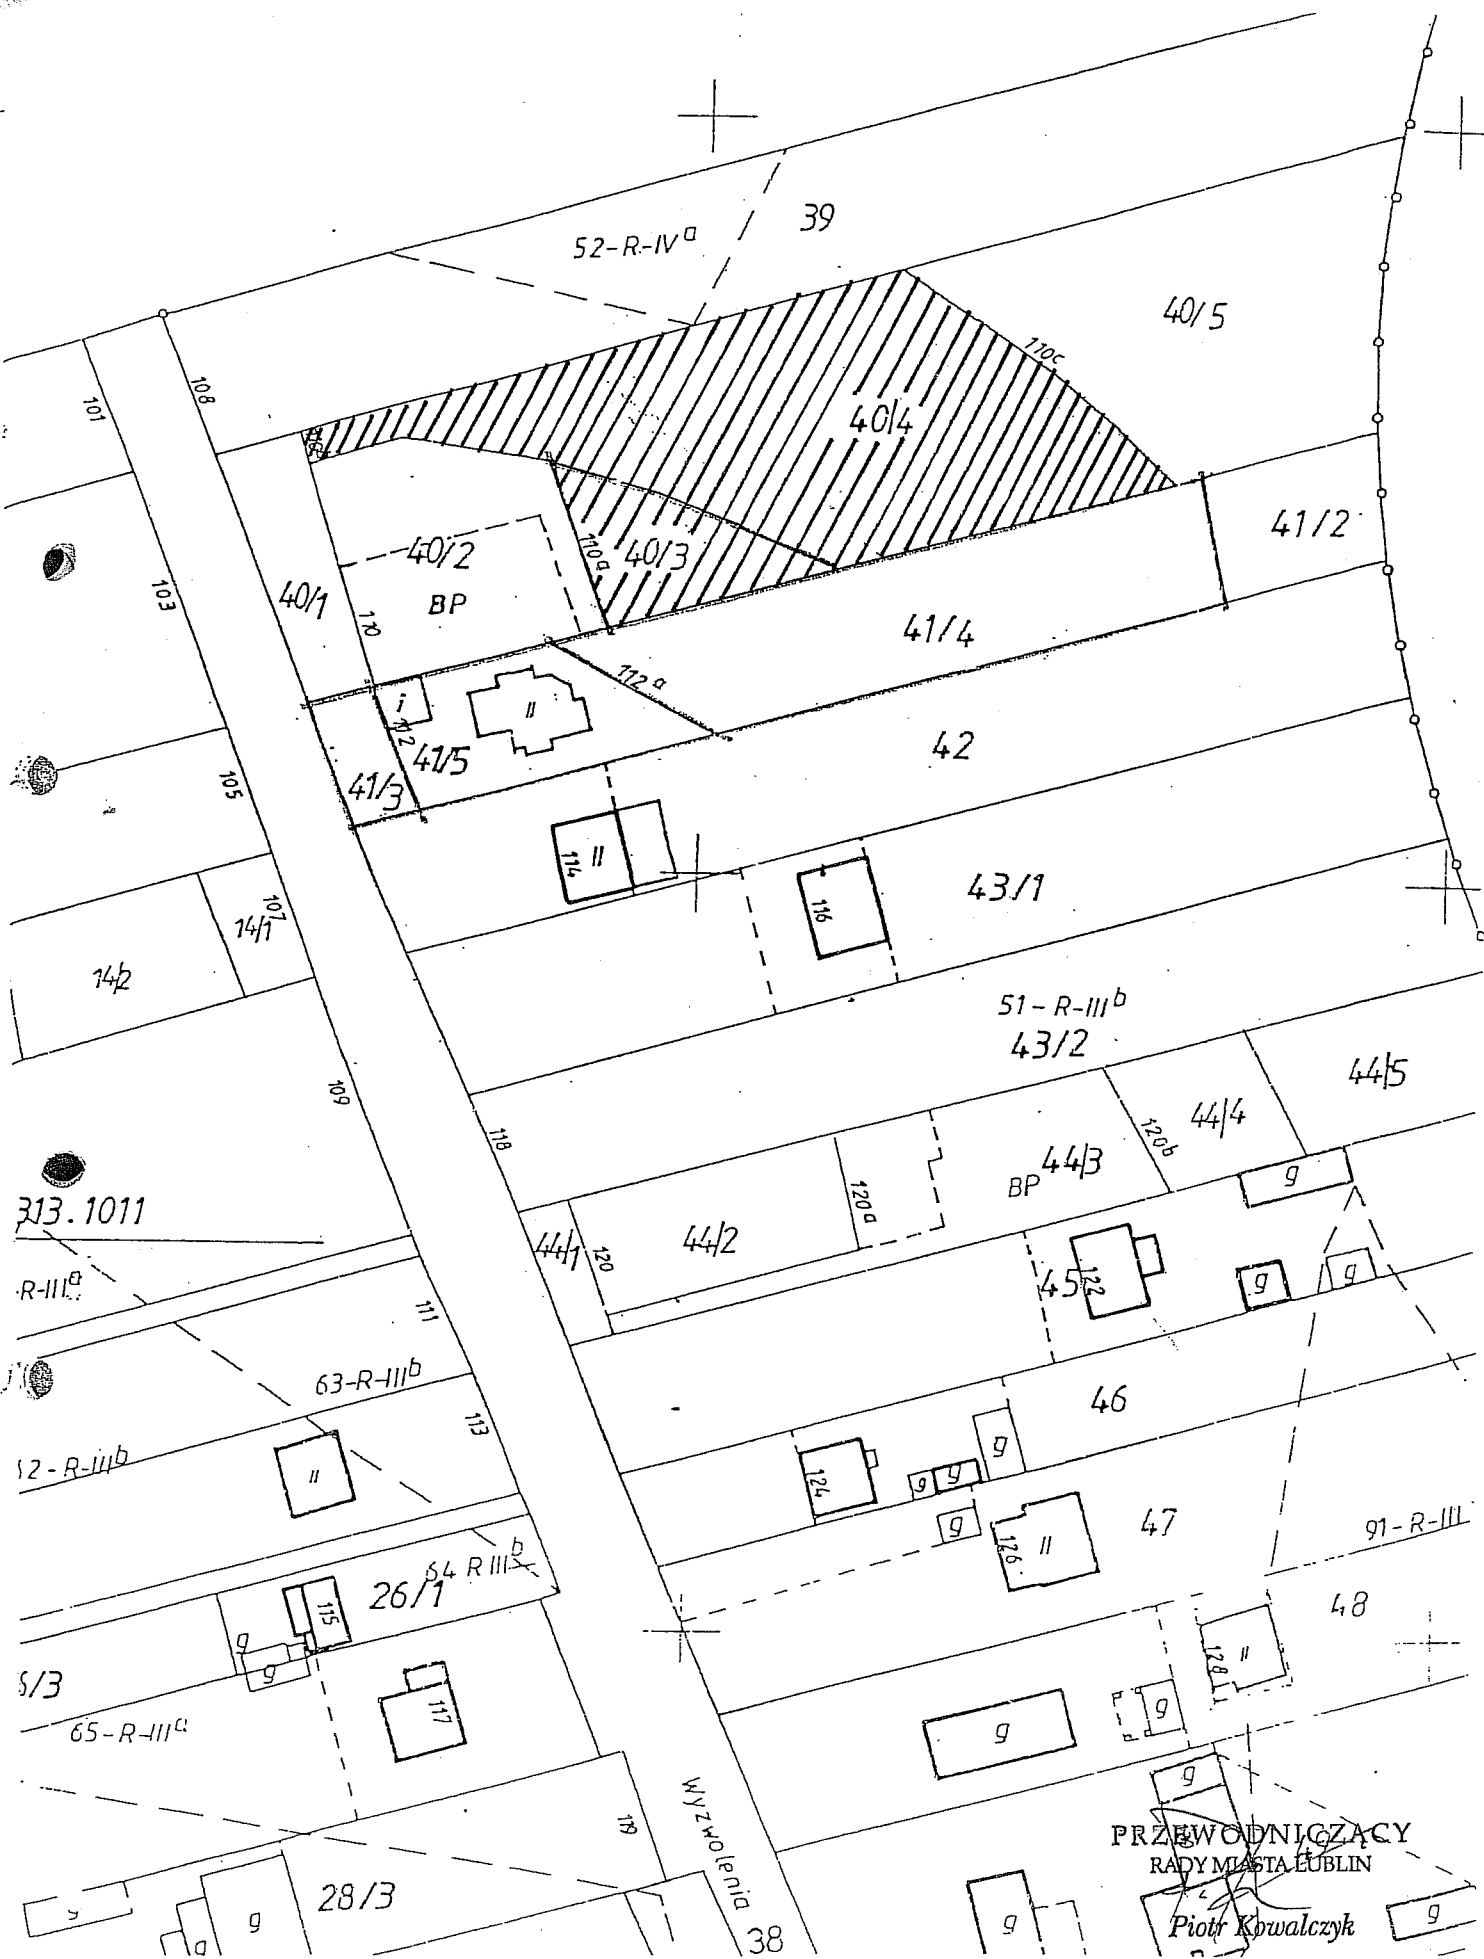 39
52-R-IVa
40/5
110c
108
101
40/4
41/2
40/2
110a
40/3
103
40/1
BP
110
41/4
112a
i
II
112
41/5
42
105
41/3
114
II
43/1
116
107
14/1
14/2
51-R-IIIb
43/2
44/5
109
44/4
118
120b
44/3
BP
g
120a
313.1011
44/1
120
44/2
45
122
g
g
R-IIIa
111
63-R-IIIb
46
113
g
12-R-IIIb
II
124
g
g
47
g
126
II
91-R-III
64 R IIIb
26/1
48
115
g
g
128
II
117
g
g
65-R-IIIa
g
Wyzwolenia
119
PRZEWODNICZĄCY
RADY MIASTA LUBLIN
28/3
g
g
g
g
Piotr Kowalczyk
38